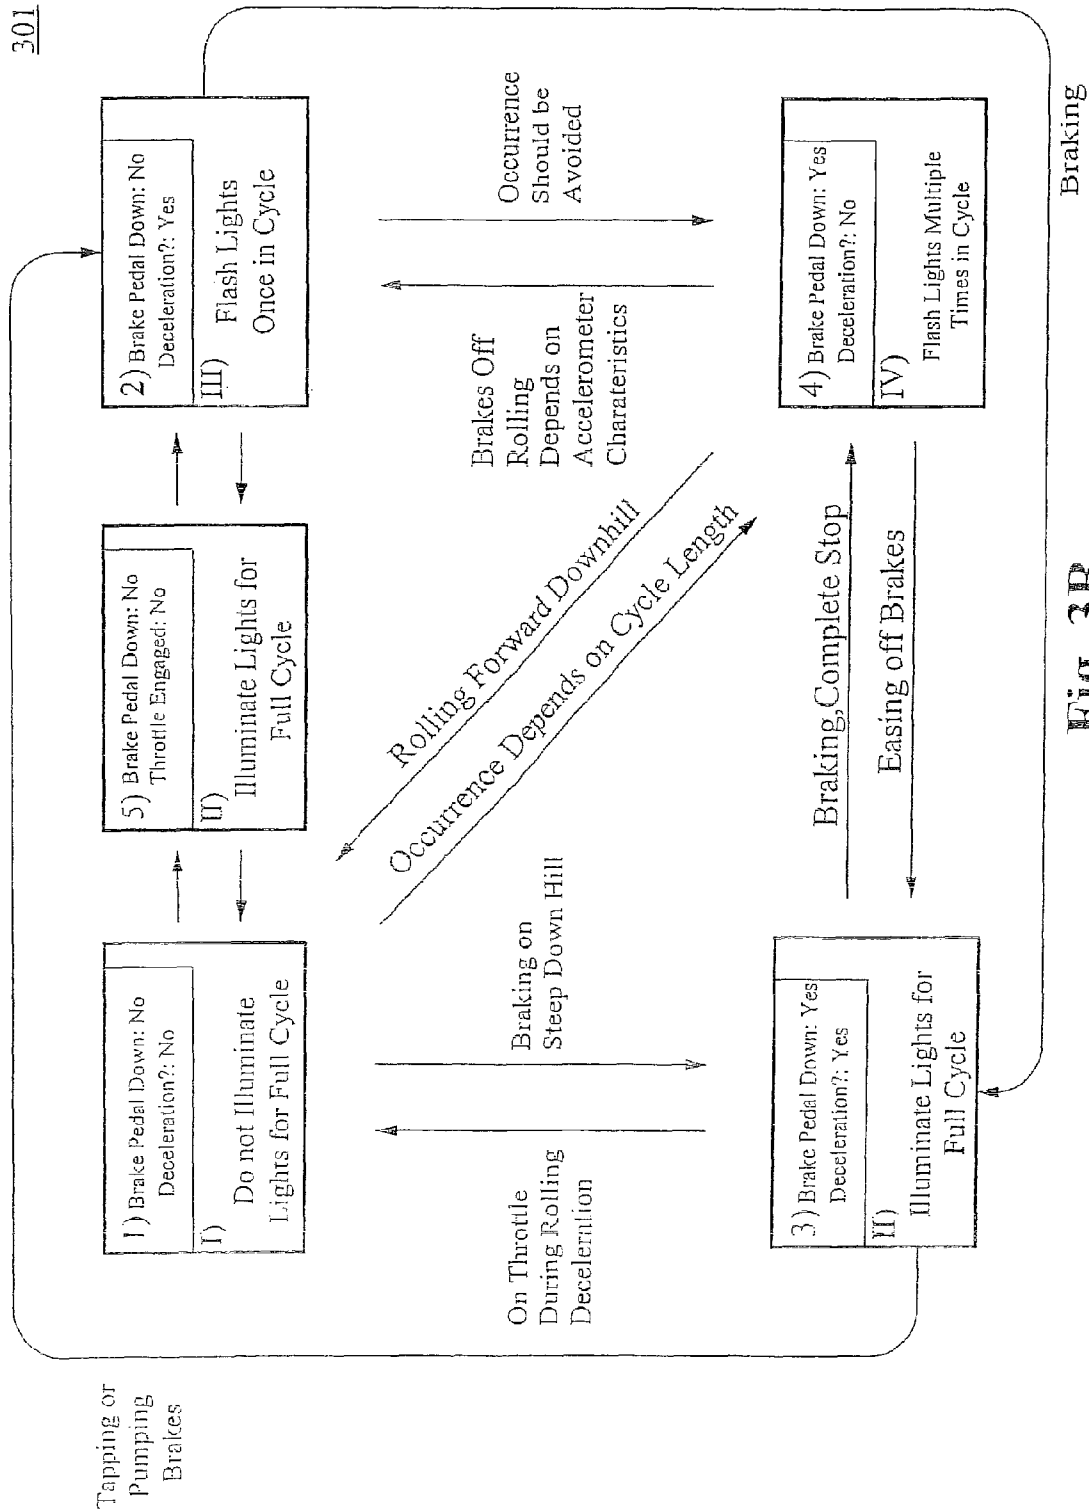 301
Tapping or
Pumping
Brakes
1) Brake Pedal Down: No
Deceleration?: No
I)
Do not Illuminate
Lights for Full Cycle
5) Brake Pedal Down: No
Throttle Engaged: No
II)
Illuminate Lights for
Full Cycle
2) Brake Pedal Down: No
Deceleration?: Yes
III)
Flash Lights
Once in Cycle
On Throttle
During Rolling
Deceleration
Braking on
Steep Down Hill
Rolling Forward Downhill
Occurrence Depends on Cycle Length
Brakes Off
Rolling
Depends on
Accelerometer
Charateristics
Occurrence
Should be
Avoided
3) Brake Pedal Down: Yes
Deceleration?: Yes
II)
Illuminate Lights for
Full Cycle
Braking, Complete Stop
Easing off Brakes
4) Brake Pedal Down: Yes
Deceleration?: No
IV)
Flash Lights Multiple
Times in Cycle
Braking
Fig. 3B